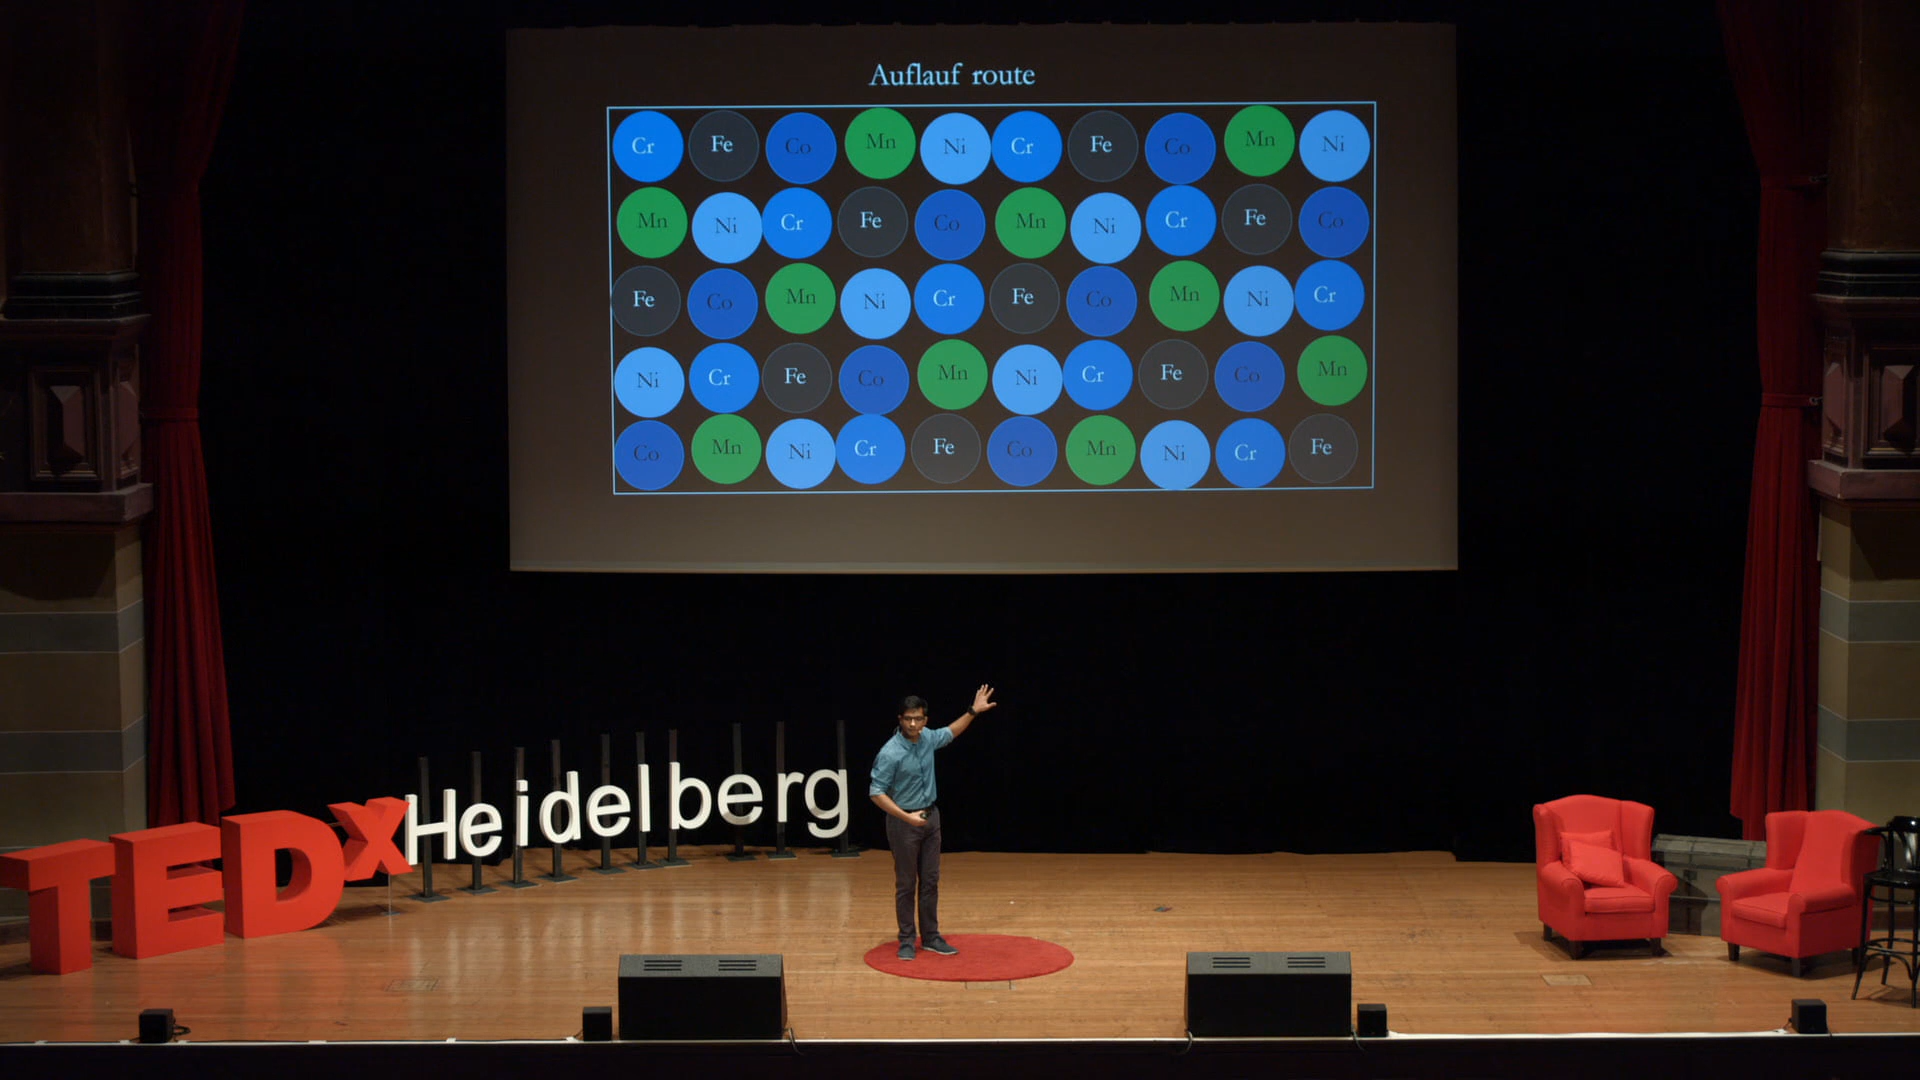 Auflauf route
Cr Fe Co Mn Ni Cr Fe Co Mn Ni
Mn Ni Cr Fe Co Mn Ni Cr Fe Co
Fe Co Mn Ni Cr Fe Co Mn Ni Cr
Ni Cr Fe Co Mn Ni Cr Fe Co Mn
Co Mn Ni Cr Fe Co Mn Ni Cr Fe
TEDxHeidelberg